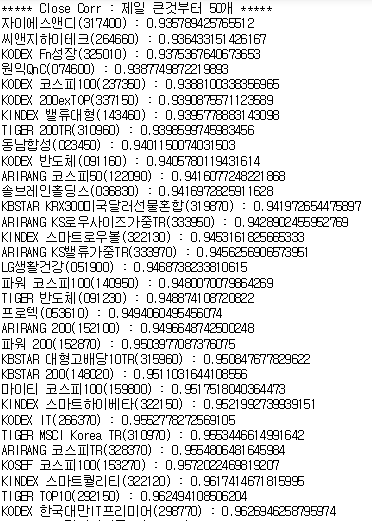 ***** Close Corr : 제일 큰것부터 50개 *****
자이에스앤디(317400) : 0.935789425765512
씨앤지하이테크(264660) : 0.936433151426167
KODEX Fn성장(325010) : 0.9375367640673653
원익QnC(074600) : 0.9387749872219893
KODEX 코스피100(237350) : 0.9388100338356965
KODEX 200exTOP(337150) : 0.9390875571123589
KINDEX 밸류대형(143460) : 0.9395778883143098
TIGER 200TR(310960) : 0.9398599745983456
동남합성(023450) : 0.9401150074031503
KODEX 반도체(091160) : 0.9405780119431614
ARIRANG 코스피50(122090) : 0.9416077248221868
솔브레인홀딩스(036830) : 0.9416972825911628
KBSTAR KRX300미국달러선물혼합(319870) : 0.941972654475897
ARIRANG KS로우사이즈가중TR(333950) : 0.9428902455952769
KINDEX 스마트로우볼(322130) : 0.9453161825665333
ARIRANG KS밸류가중TR(333970) : 0.9456256906573951
LG생활건강(051900) : 0.9468738233810615
파워 코스피100(140950) : 0.9480070079864269
TIGER 반도체(091230) : 0.948874108720822
프로텍(053610) : 0.9494060495456074
ARIRANG 200(152100) : 0.9496648742500248
파워 200(152870) : 0.9503977087376075
KBSTAR 대형고배당10TR(315960) : 0.950847677829622
KBSTAR 200(148020) : 0.9511031644108556
마이티 코스피100(159800) : 0.9517518040364473
KINDEX 스마트하이베타(322150) : 0.9521992739939151
KODEX IT(266370) : 0.9552778272569105
TIGER MSCI Korea TR(310970) : 0.9553446614991642
ARIRANG 코스피TR(328370) : 0.9554806481645984
KOSEF 코스피100(153270) : 0.9572022469819207
KINDEX 스마트퀄리티(322120) : 0.9617414671815995
TIGER TOP10(292150) : 0.962494108506204
KODEX 한국대만IT프리미어(298770) : 0.9626946258795974